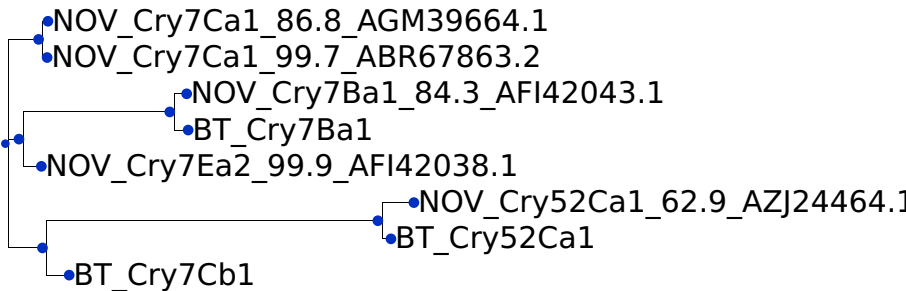 NOV_Cry7Ca1_86.8_AGM39664.1
NOV_Cry7Ca1_99.7_ABR67863.2
NOV_Cry7Ba1_84.3_AFI42043.1
BT_Cry7Ba1
NOV_Cry7Ea2_99.9_AFI42038.1
NOV_Cry52Ca1_62.9_AZJ24464.1
BT_Cry52Ca1
BT_Cry7Cb1